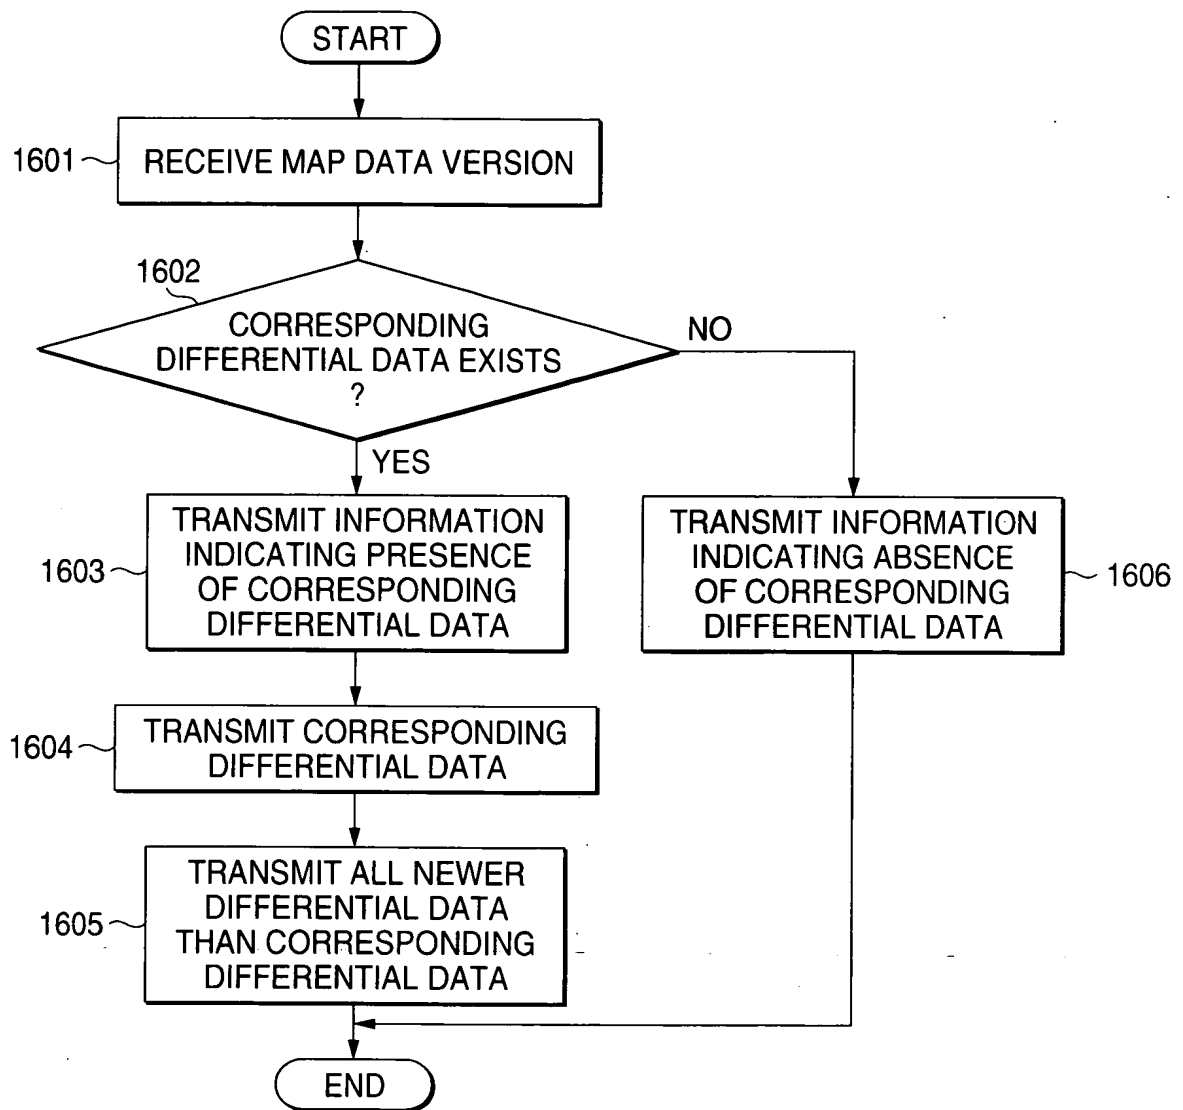 START
1601
RECEIVE MAP DATA VERSION
1602
CORRESPONDING
DIFFERENTIAL DATA EXISTS
?
NO
YES
1603
TRANSMIT INFORMATION
INDICATING PRESENCE
OF CORRESPONDING
DIFFERENTIAL DATA
TRANSMIT INFORMATION
INDICATING ABSENCE
OF CORRESPONDING
DIFFERENTIAL DATA
1606
1604
TRANSMIT CORRESPONDING
DIFFERENTIAL DATA
1605
TRANSMIT ALL NEWER
DIFFERENTIAL DATA
THAN CORRESPONDING
DIFFERENTIAL DATA
END